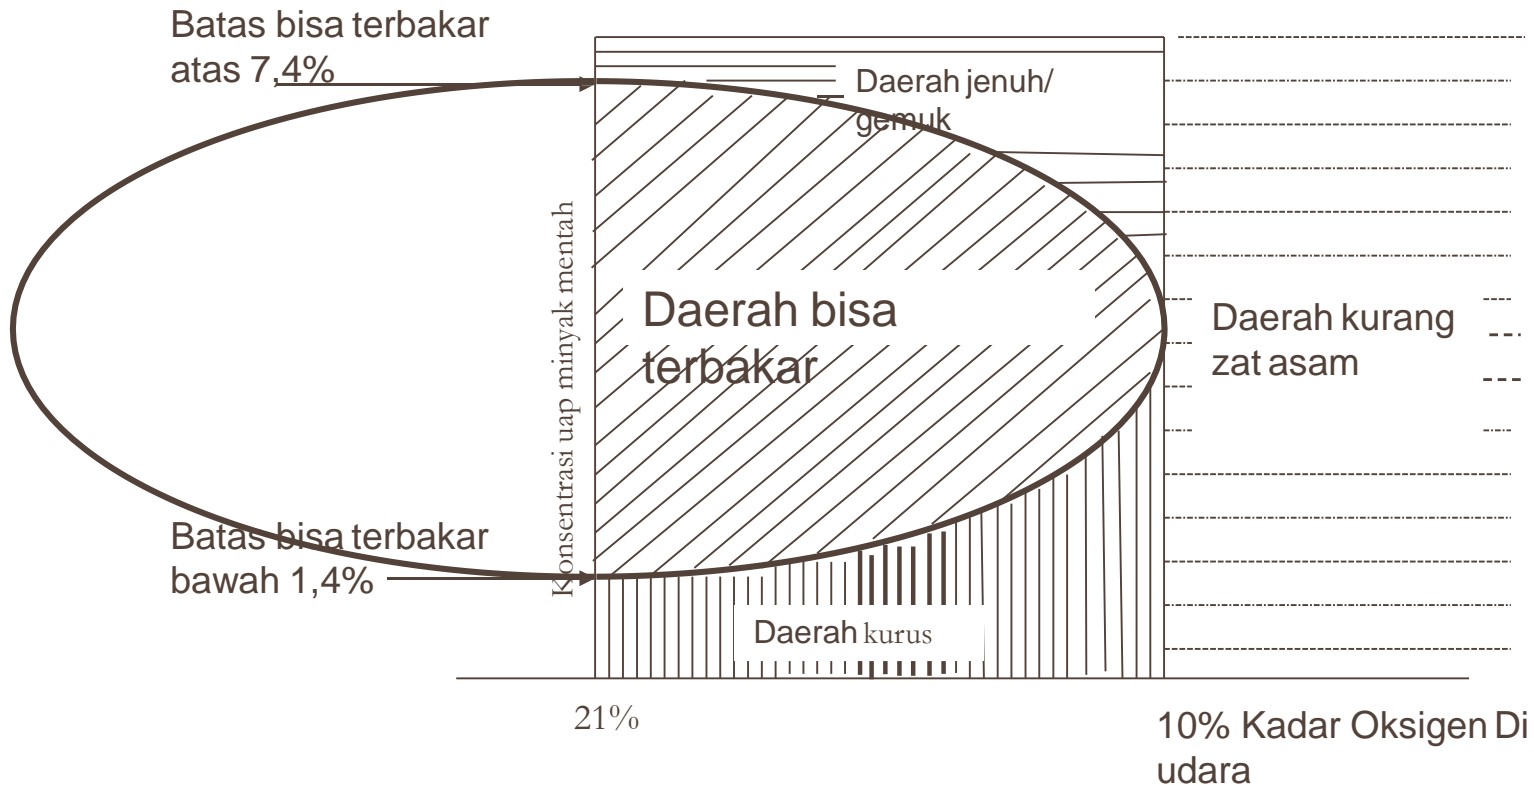 Batas bisa terbakar
atas 7,4%
Daerah jenuh/
gemuk
Konsentrasi uap minyak mentah
Daerah bisa
terbakar
Daerah kurang
zat asam
Batas bisa terbakar
bawah 1,4%
Daerah kurus
21%
10% Kadar Oksigen Di
udara